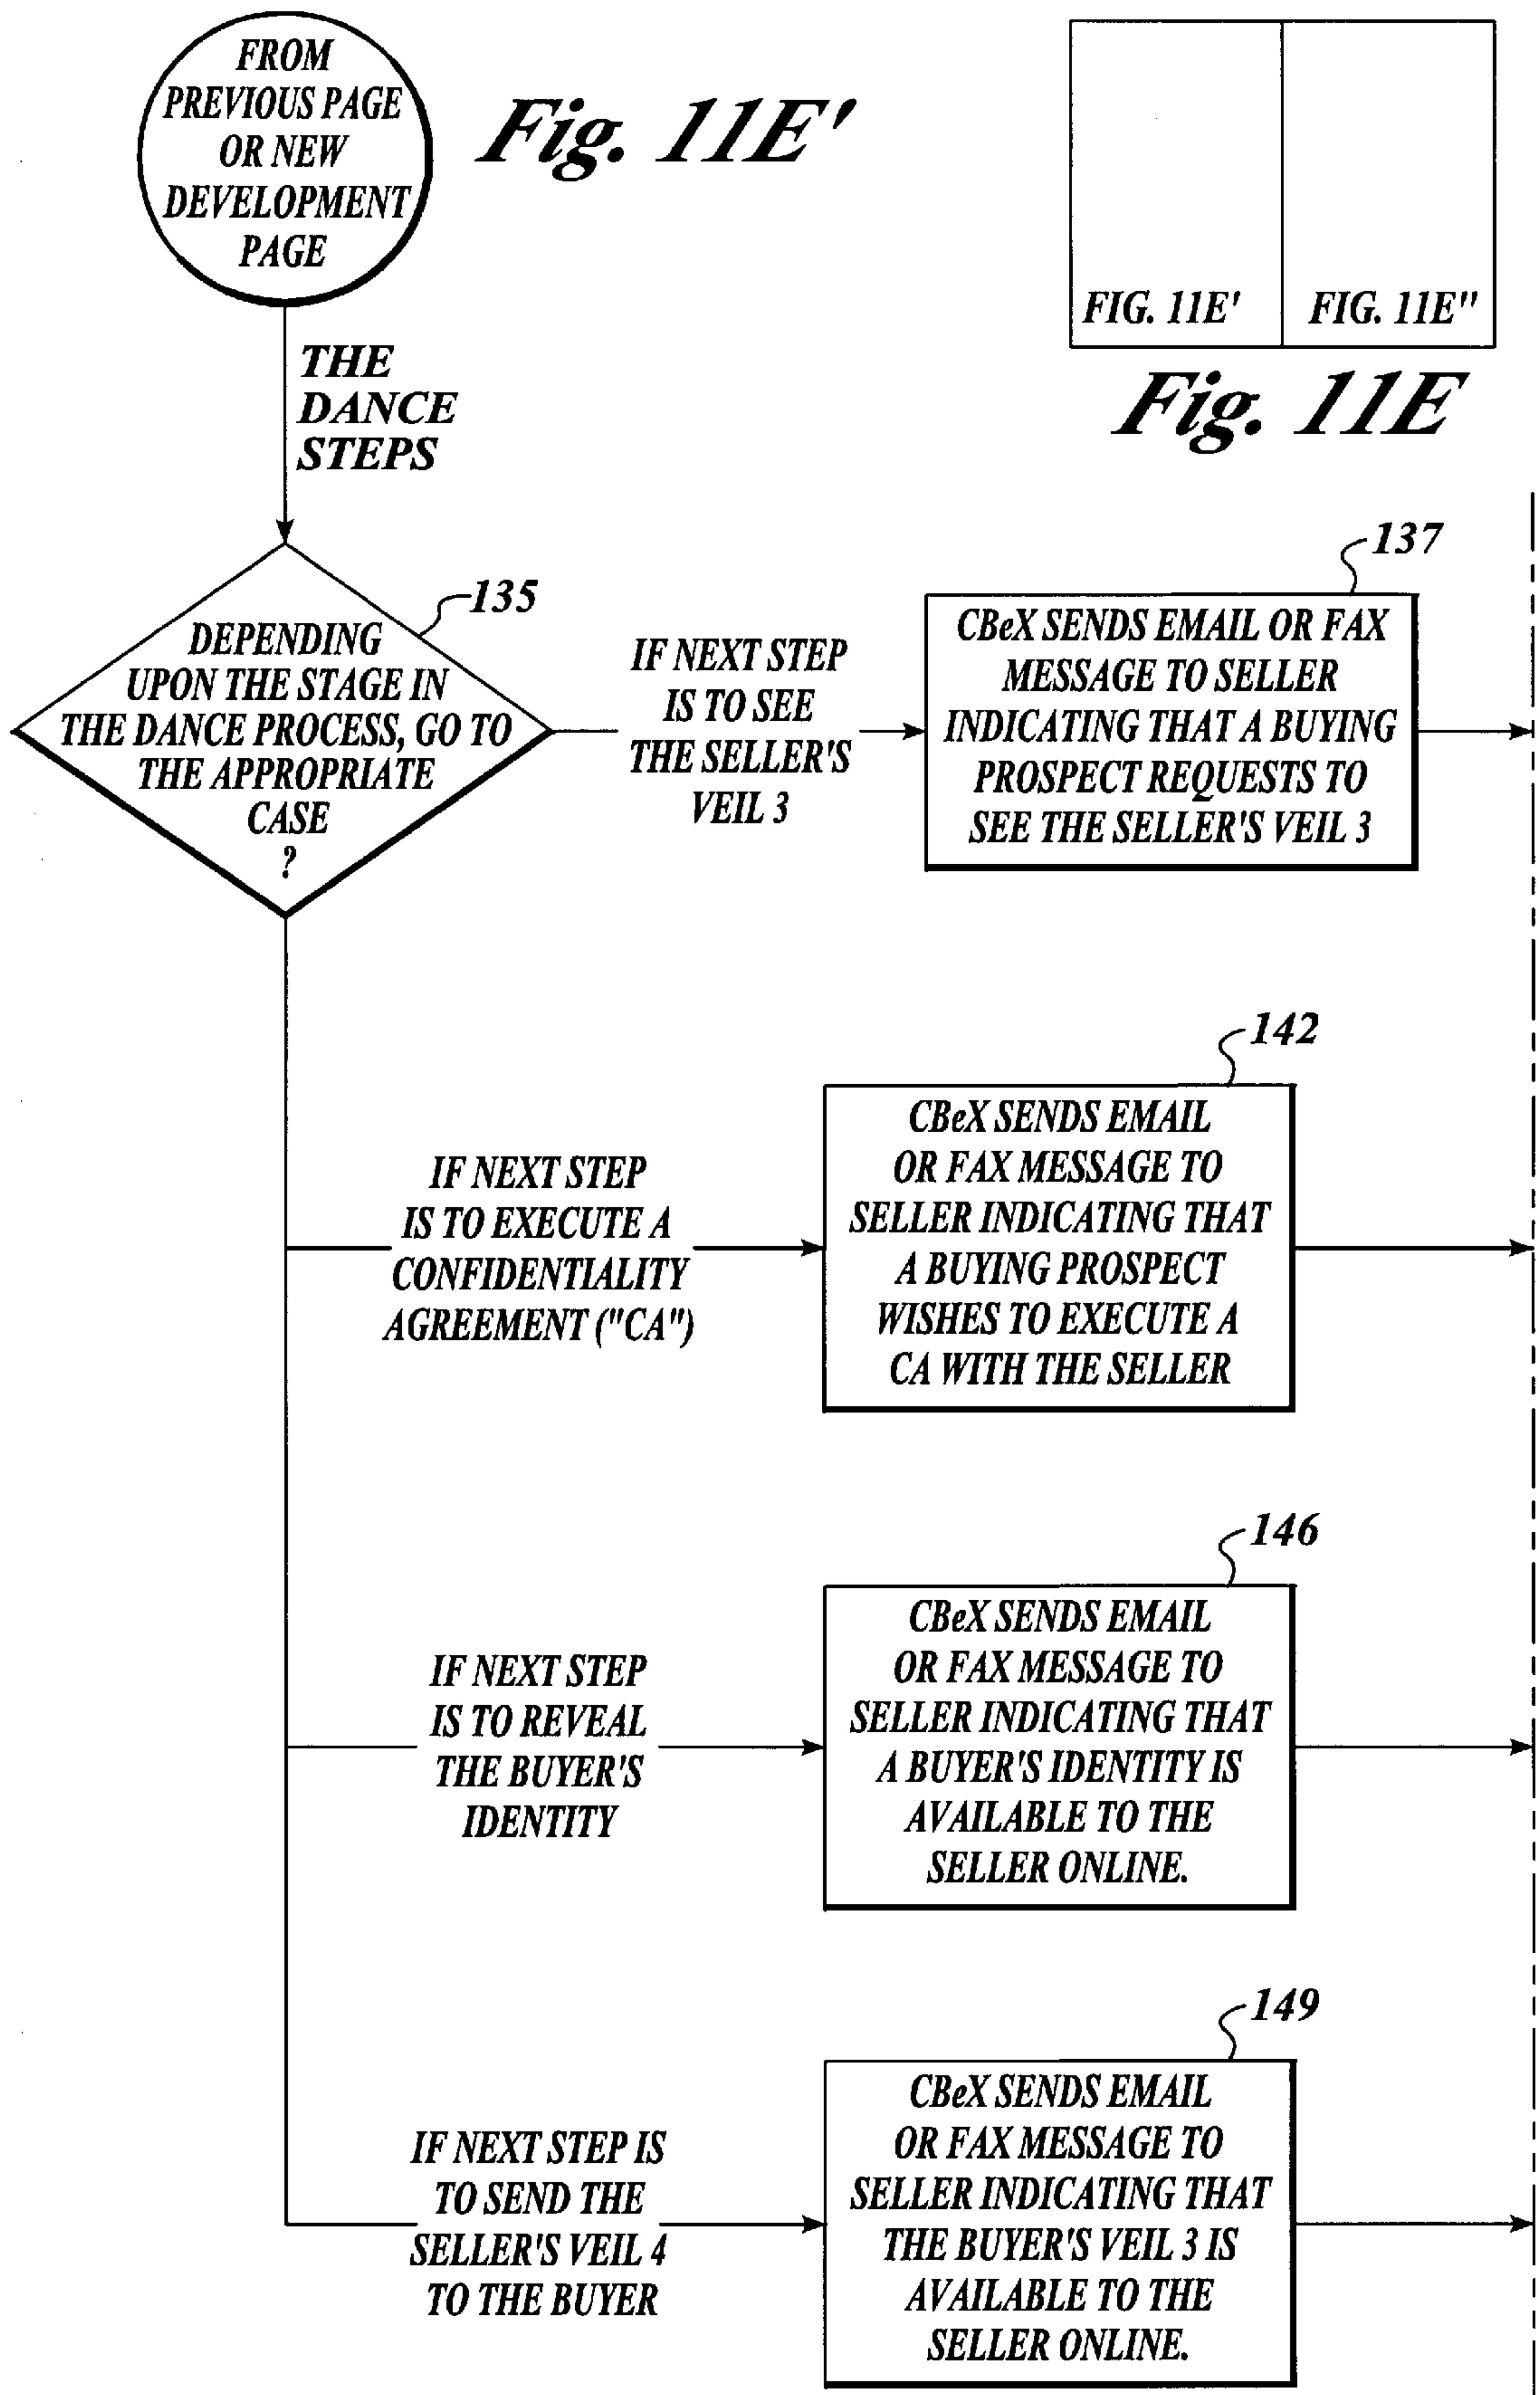 FROM
PREVIOUS PAGE
OR NEW
DEVELOPMENT
PAGE
Fig. 11E'
FIG. 11E'
FIG. 11E"
Fig. 11E
THE
DANCE
STEPS
135
DEPENDING
UPON THE STAGE IN
THE DANCE PROCESS, GO TO
THE APPROPRIATE
CASE
?
IF NEXT STEP
IS TO SEE
THE SELLER'S
VEIL 3
137
CBeX SENDS EMAIL OR FAX
MESSAGE TO SELLER
INDICATING THAT A BUYING
PROSPECT REQUESTS TO
SEE THE SELLER'S VEIL 3
IF NEXT STEP
IS TO EXECUTE A
CONFIDENTIALITY
AGREEMENT ("CA")
142
CBeX SENDS EMAIL
OR FAX MESSAGE TO
SELLER INDICATING THAT
A BUYING PROSPECT
WISHES TO EXECUTE A
CA WITH THE SELLER
IF NEXT STEP
IS TO REVEAL
THE BUYER'S
IDENTITY
146
CBeX SENDS EMAIL
OR FAX MESSAGE TO
SELLER INDICATING THAT
A BUYER'S IDENTITY IS
AVAILABLE TO THE
SELLER ONLINE.
IF NEXT STEP IS
TO SEND THE
SELLER'S VEIL 4
TO THE BUYER
149
CBeX SENDS EMAIL
OR FAX MESSAGE TO
SELLER INDICATING THAT
THE BUYER'S VEIL 3 IS
AVAILABLE TO THE
SELLER ONLINE.